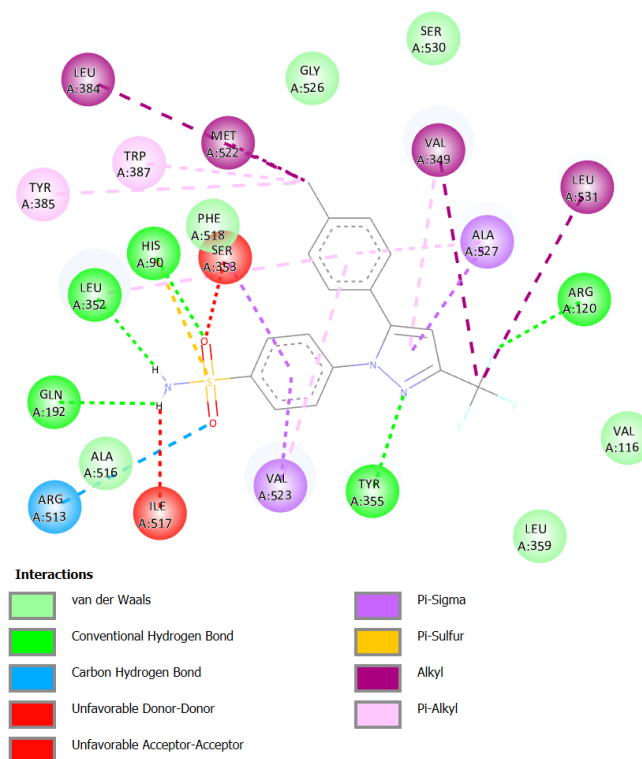 SER
A:530
GLY
A:526
LEU
A:384
MET
A:522
VAL
A:349
TRP
A:387
LEU
A:531
TYR
A:385
PHE
A:518
ALA
A:527
HIS
A:90
SER
A:353
LEU
A:352
ARG
A:120
O
H
N
S
N
N
F
H
F
F
GLN
A:192
O
VAL
A:116
ALA
A:516
VAL
A:523
TYR
A:355
ARG
A:513
ILE
A:517
LEU
A:359
Interactions
van der Waals
Conventional Hydrogen Bond
Carbon Hydrogen Bond
Unfavorable Donor-Donor
Unfavorable Acceptor-Acceptor
Pi-Sigma
Pi-Sulfur
Alkyl
Pi-Alkyl